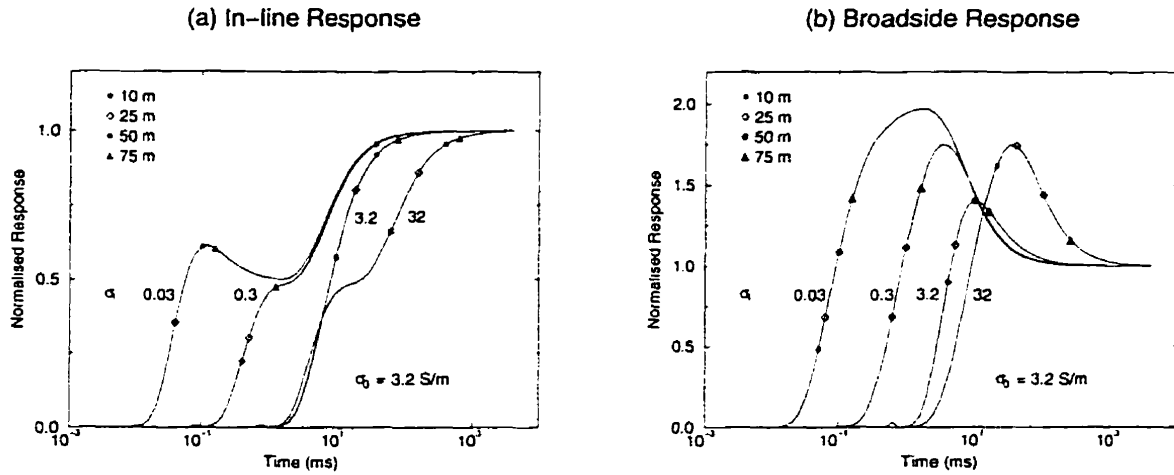 (a) In-line Response
10 m
25 m
50 m
75 m
1.0
0.5
0.0
Normalised Response
σ₁ 0.03 0.3 3.2 32
σ₀ = 3.2 S/m
10⁻³ 10⁻¹ 10¹ 10³
Time (ms)
(b) Broadside Response
10 m
25 m
50 m
75 m
2.0
1.5
1.0
0.5
0.0
Normalised Response
σ₁ 0.03 0.3 3.2 32
σ₀ = 3.2 S/m
10⁻³ 10⁻¹ 10¹ 10³
Time (ms)